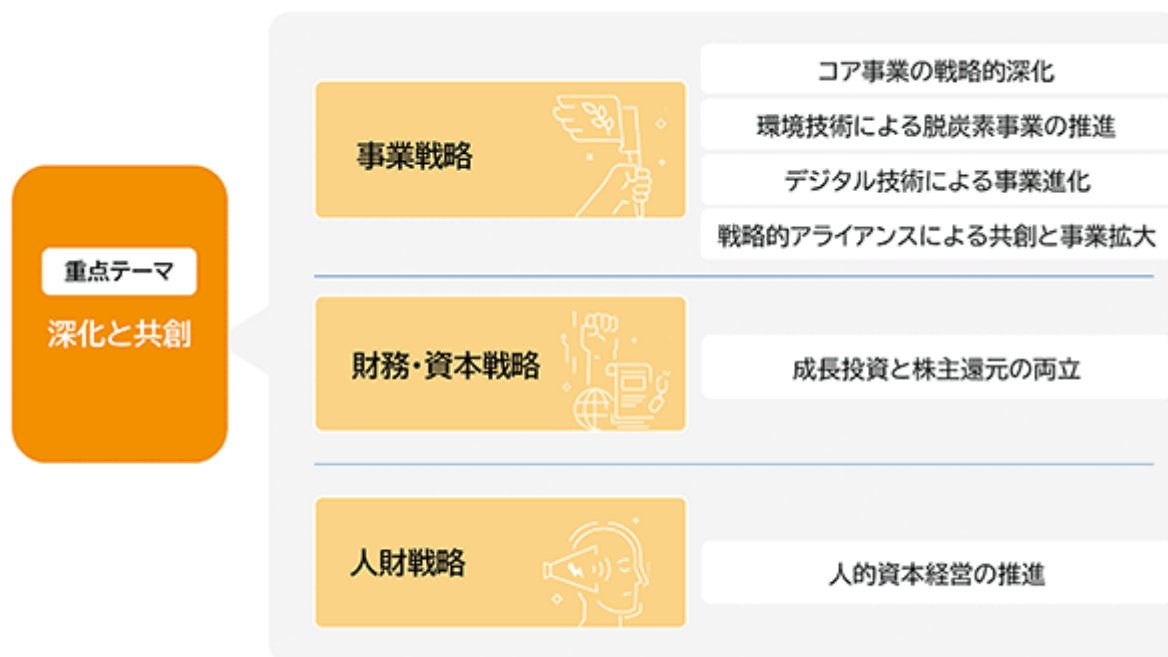 重点テーマ
深化と共創
事業戦略
コア事業の戦略的深化
環境技術による脱炭素事業の推進
デジタル技術による事業進化
戦略的アライアンスによる共創と事業拡大
財務・資本戦略
成長投資と株主還元の両立
人財戦略
人的資本経営の推進